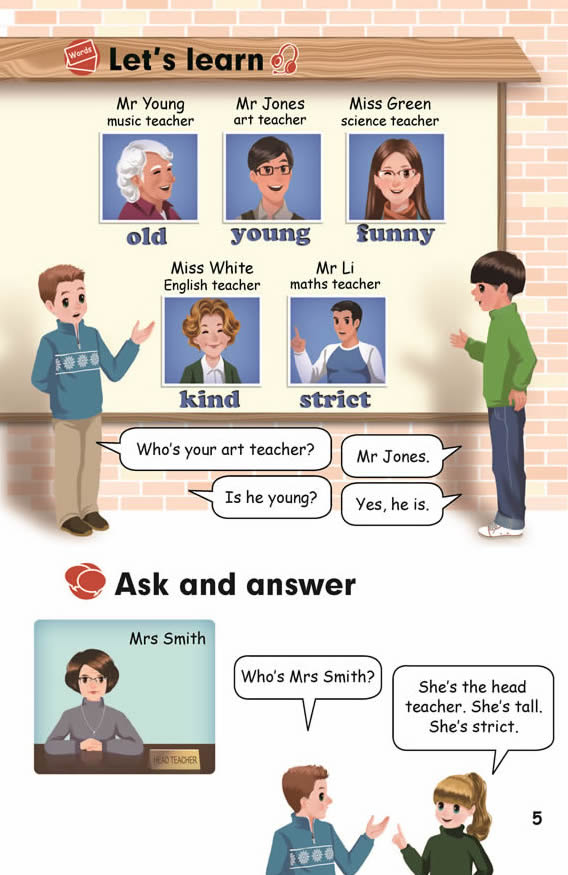 Words
Let's learn
Mr Young
music teacher
Mr Jones
art teacher
Miss Green
science teacher
old
young
funny
Miss White
English teacher
Mr Li
maths teacher
kind
strict
Who's your art teacher?
Mr Jones.
Is he young?
Yes, he is.
Ask and answer
Mrs Smith
HEAD TEACHER
Who's Mrs Smith?
She's the head
teacher. She's tall.
She's strict.
5